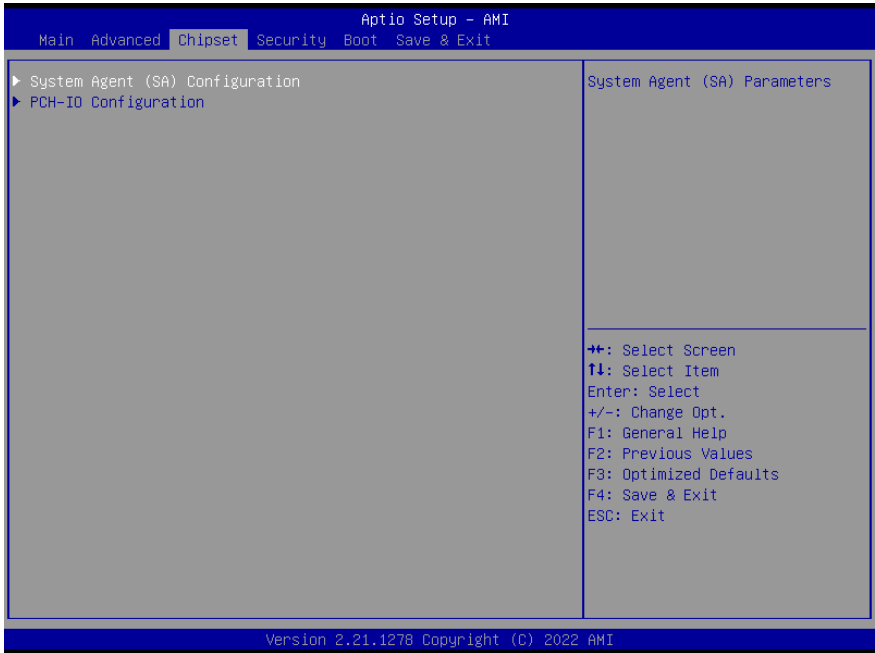 Aptio Setup – AMI
Main Advanced Chipset Security Boot Save & Exit
▶ System Agent (SA) Configuration
▶ PCH-IO Configuration
System Agent (SA) Parameters
→←: Select Screen
↑↓: Select Item
Enter: Select
+/-: Change Opt.
F1: General Help
F2: Previous Values
F3: Optimized Defaults
F4: Save & Exit
ESC: Exit
Version 2.21.1278 Copyright (C) 2022 AMI